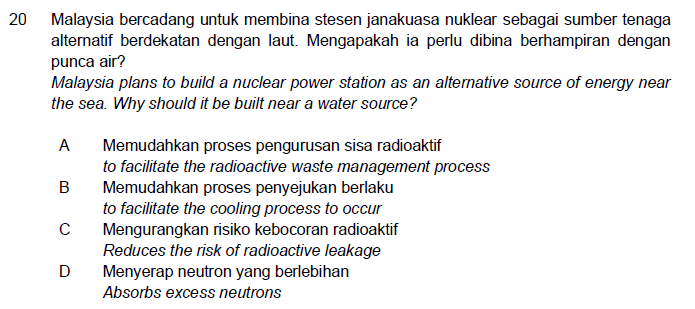 20 Malaysia bercadang untuk membina stesen janakuasa nuklear sebagai sumber tenaga
alternatif berdekatan dengan laut. Mengapakah ia perlu dibina berhampiran dengan
punca air?
Malaysia plans to build a nuclear power station as an alternative source of energy near
the sea. Why should it be built near a water source?
A Memudahkan proses pengurusan sisa radioaktif
to facilitate the radioactive waste management process
B Memudahkan proses penyejukan berlaku
to facilitate the cooling process to occur
C Mengurangkan risiko kebocoran radioaktif
Reduces the risk of radioactive leakage
D Menyerap neutron yang berlebihan
Absorbs excess neutrons